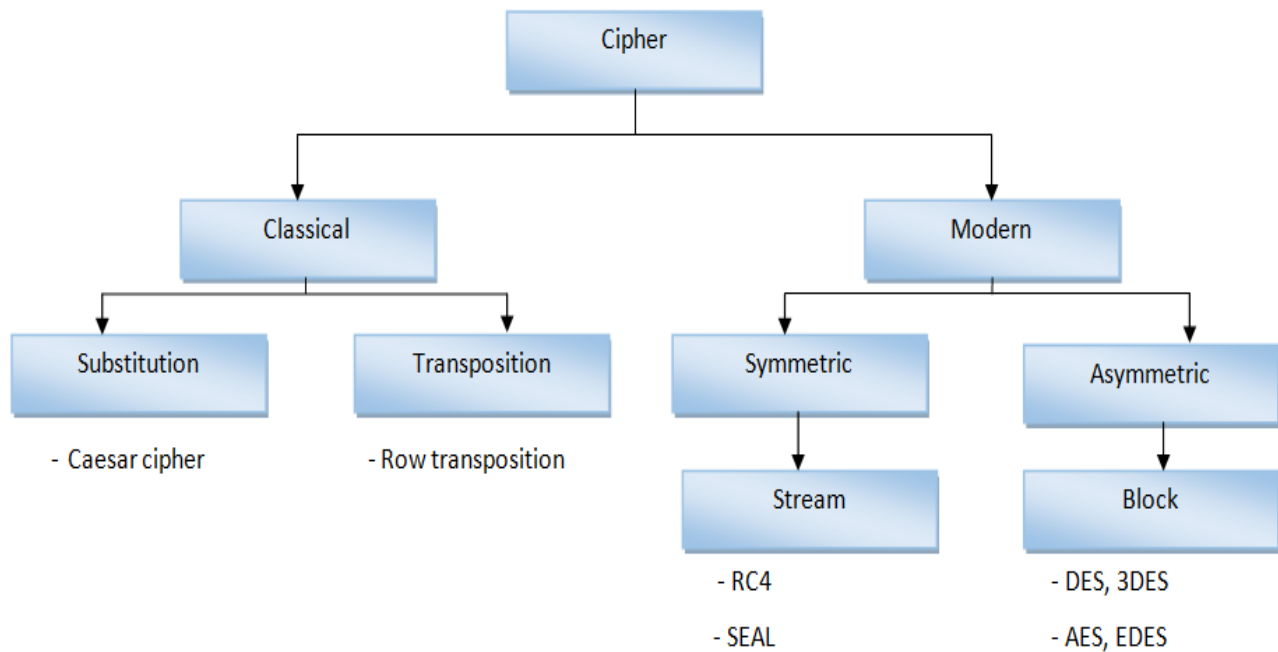 Cipher
Classical
Modern
Substitution
Transposition
Symmetric
Asymmetric
- Caesar cipher
- Row transposition
Stream
Block
- RC4
- DES, 3DES
- SEAL
- AES, EDES